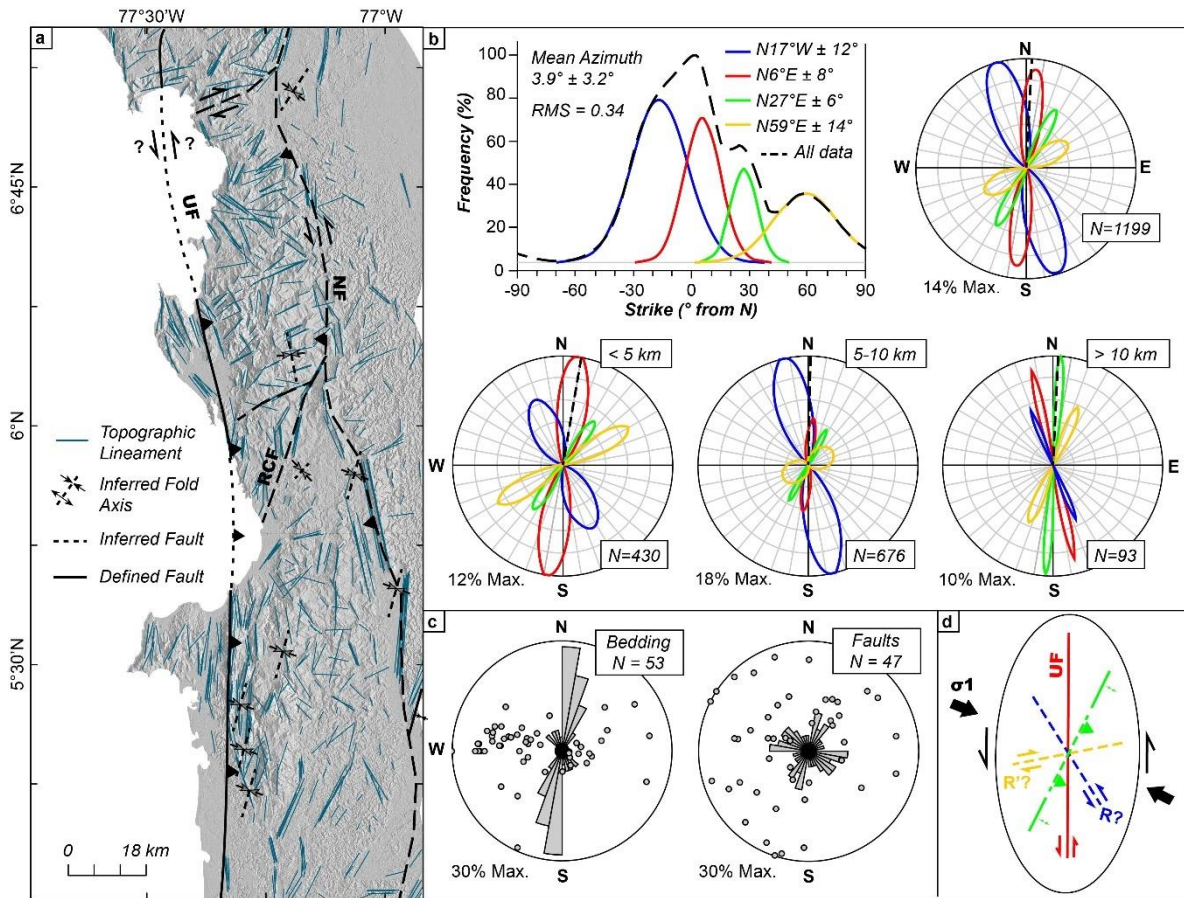 77°30'W
77°W
a
6°45'N
6°N
5°30'N
?
?
UF
NF
RCF
Topographic
Lineament
Inferred Fold
Axis
Inferred Fault
Defined Fault
0 18 km
b
Mean Azimuth
3.9° ± 3.2°
RMS = 0.34
N17°W ± 12°
N6°E ± 8°
N27°E ± 6°
N59°E ± 14°
All data
Frequency (%)
100
80
60
40
20
0
-90 -60 -30 0 30 60 90
Strike (° from N)
N
W
E
S
N=1199
14% Max.
N
< 5 km
W
N=430
12% Max.
S
N
5-10 km
N=676
18% Max.
S
N
> 10 km
E
N=93
10% Max.
S
c
N
Bedding
N = 53
W
30% Max.
S
N
Faults
N = 47
30% Max.
S
d
σ1
UF
R'?
R?